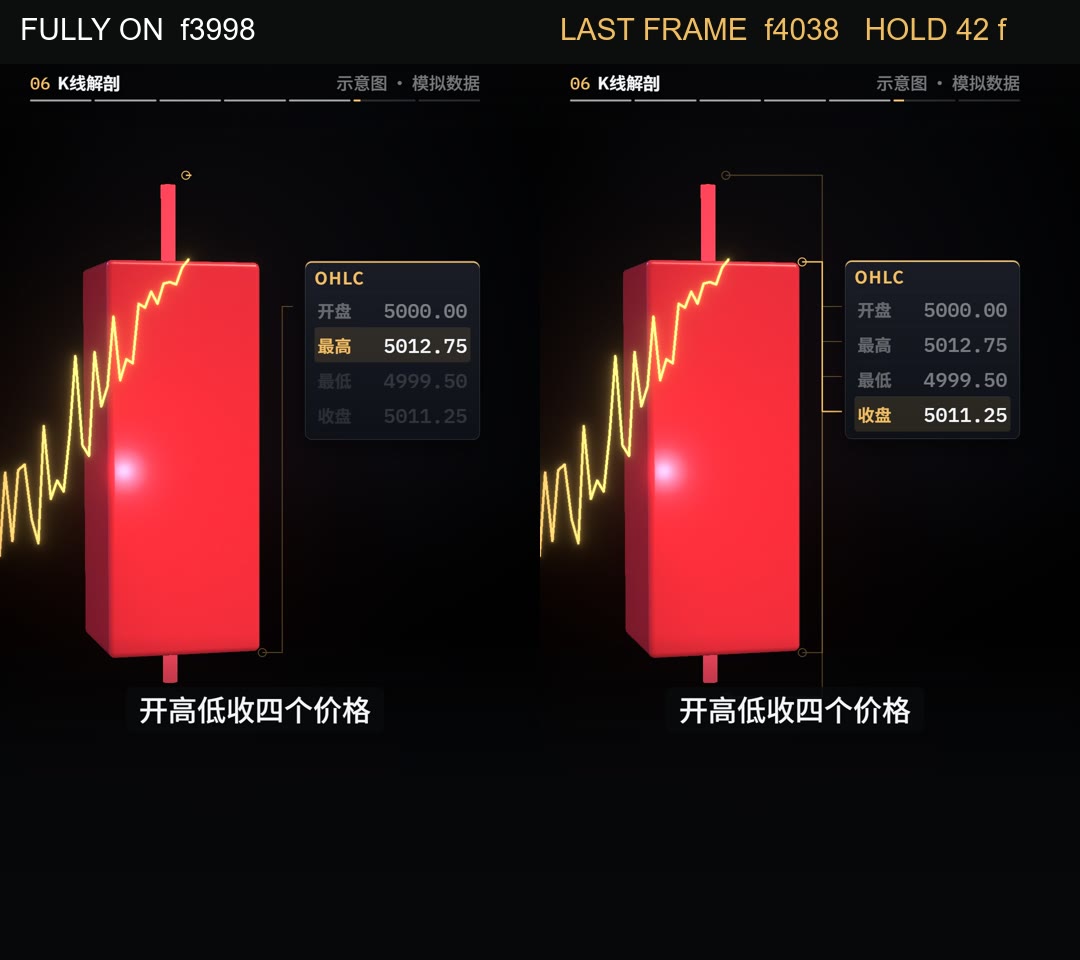 FULLY ON f3998
06 K线解剖 示意图 • 模拟数据
OHLC
开盘 5000.00
最高 5012.75
最低 4999.50
收盘 5011.25
开高低收四个价格
LAST FRAME f4038 HOLD 42 f
06 K线解剖 示意图 • 模拟数据
OHLC
开盘 5000.00
最高 5012.75
最低 4999.50
收盘 5011.25
开高低收四个价格